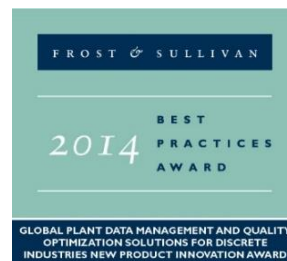 FROST & SULLIVAN
2014
BEST
PRACTICES
AWARD
GLOBAL PLANT DATA MANAGEMENT AND QUALITY
OPTIMIZATION SOLUTIONS FOR DISCRETE
INDUSTRIES NEW PRODUCT INNOVATION AWARD